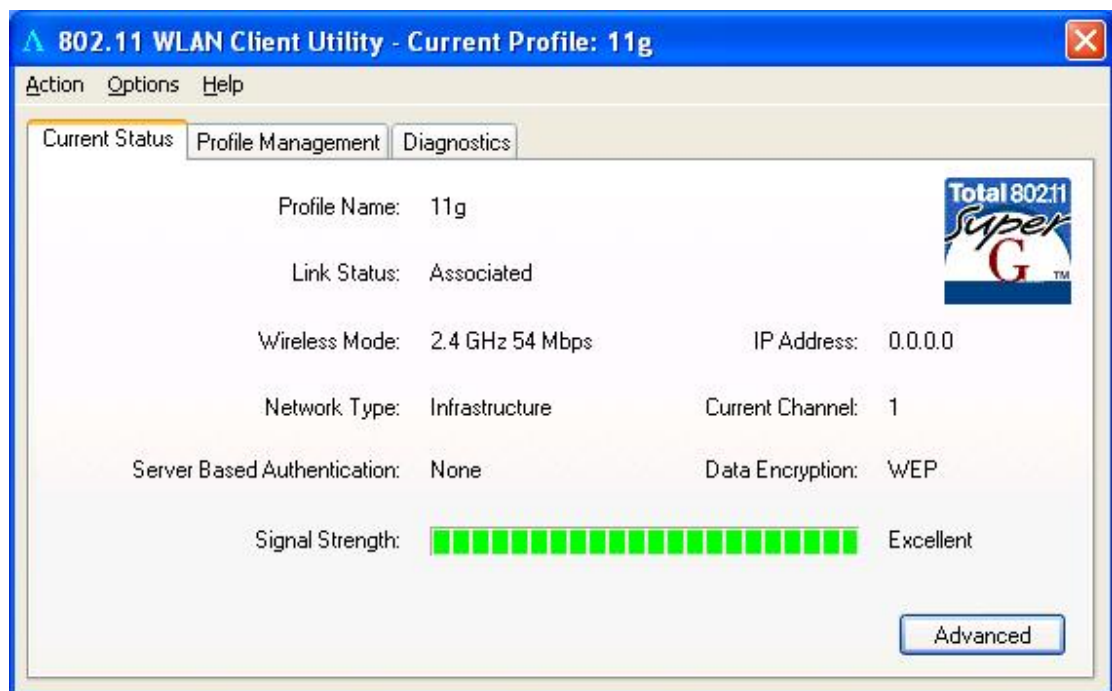 802.11 WLAN Client Utility - Current Profile: 11g
Action Options Help
Current Status Profile Management Diagnostics
Total 802.11
Super
G TM
Profile Name: 11g
Link Status: Associated
Wireless Mode: 2.4 GHz 54 Mbps IP Address: 0.0.0.0
Network Type: Infrastructure Current Channel: 1
Server Based Authentication: None Data Encryption: WEP
Signal Strength: Excellent
Advanced